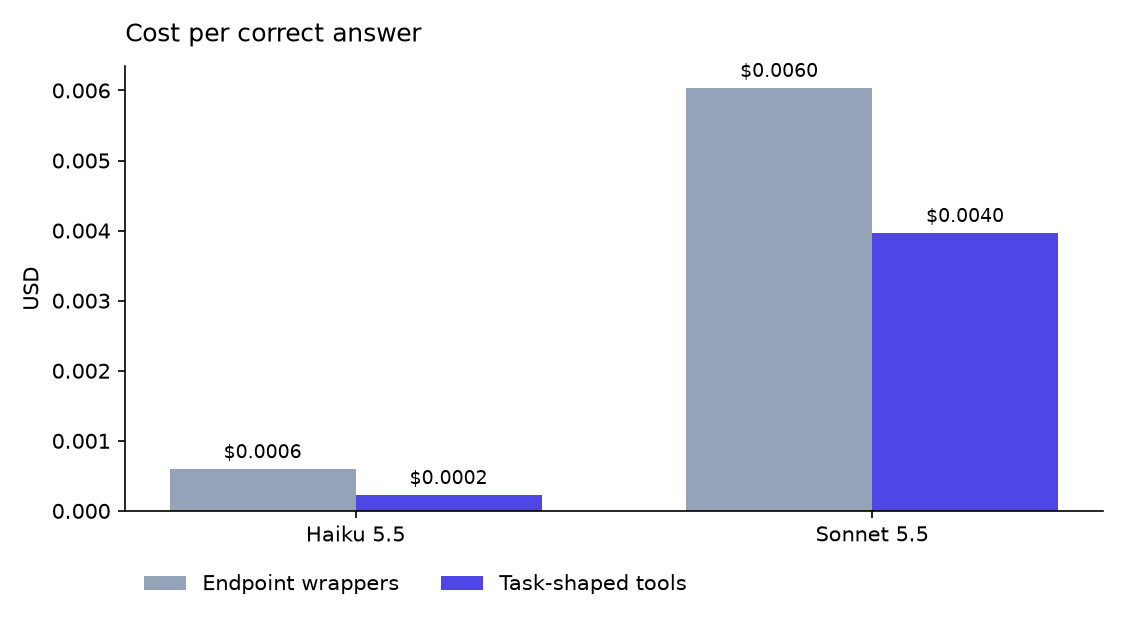 Cost per correct answer
USD
0.006
0.005
0.004
0.003
0.002
0.001
0.000
$0.0006
$0.0002
$0.0060
$0.0040
Haiku 5.5
Sonnet 5.5
Endpoint wrappers
Task-shaped tools